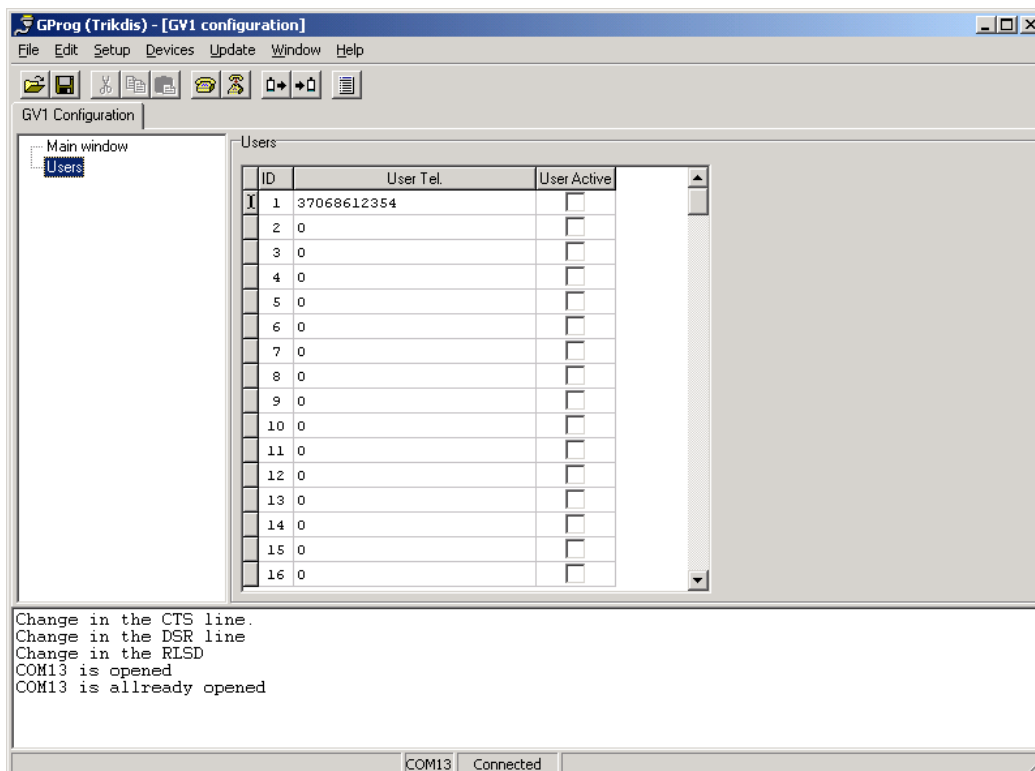 GProg (Trikdis) - [GV1 configuration]
File Edit Setup Devices Update Window Help
GV1 Configuration
Main window
Users
Users
ID User Tel. User Active
1 37068612354
2 0
3 0
4 0
5 0
6 0
7 0
8 0
9 0
10 0
11 0
12 0
13 0
14 0
15 0
16 0
Change in the CTS line.
Change in the DSR line
Change in the RLSD
COM13 is opened
COM13 is allready opened
COM13 Connected